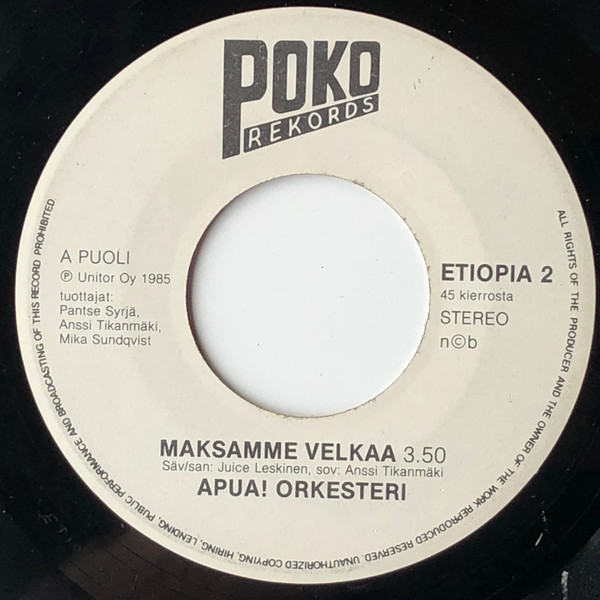 POKO
REKORDS
A PUOLI
℗ Unitor Oy 1985
tuottajat:
Pantse Syrjä,
Anssi Tikanmäki,
Mika Sundqvist
ETIOPIA 2
45 kierrosta
STEREO
n©b
MAKSAMME VELKAA 3.50
Säv/san: Juice Leskinen, sov: Anssi Tikanmäki
APUA! ORKESTERI
ALL RIGHTS OF THE PRODUCER AND THE OWNER OF THE WORK REPRODUCED RESERVED. UNAUTHORIZED COPYING, HIRING, LENDING, PUBLIC PERFORMANCE AND BROADCASTING OF THIS RECORD PROHIBITED.